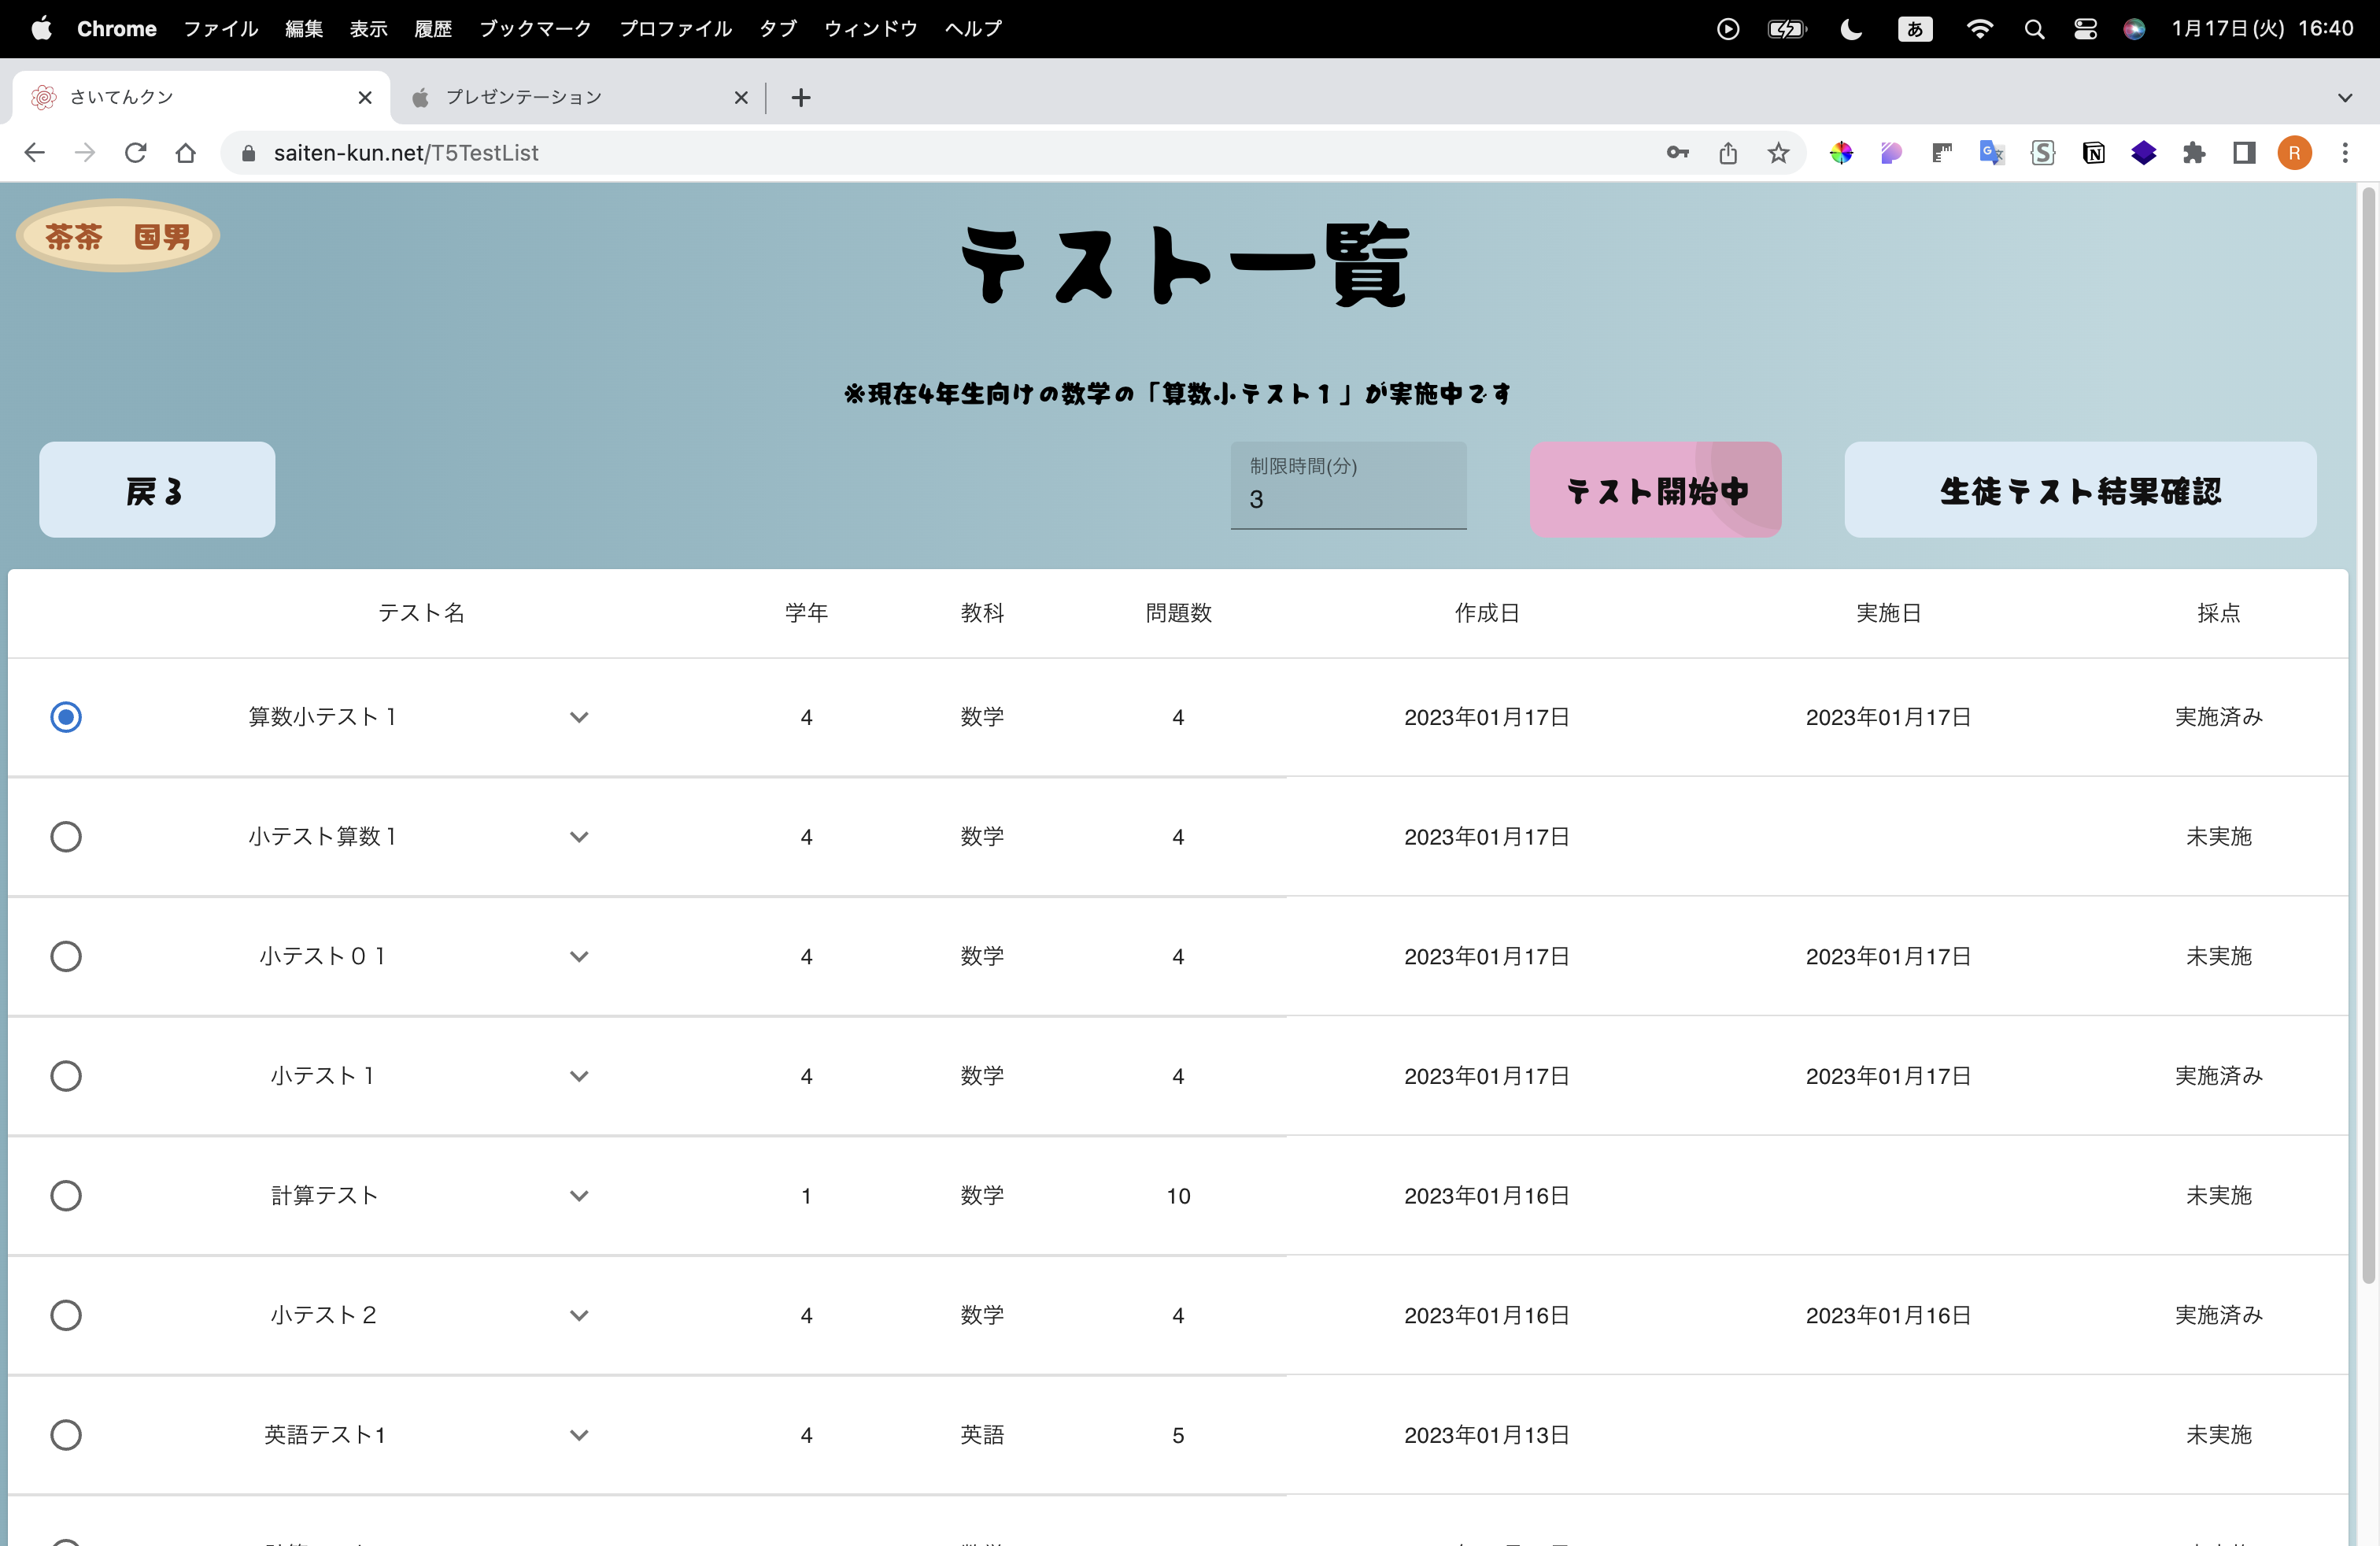 Chrome ファイル 編集 表示 履歴 ブックマーク プロファイル タブ ウィンドウ ヘルプ あ 1月17日(火) 16:40
さいてんクン プレゼンテーション
saiten-kun.net/T5TestList R
茶茶 国男
テスト一覧
※現在4年生向けの数学の「算数小テスト1」が実施中です
戻る 制限時間(分) 3 テスト開始中 生徒テスト結果確認
テスト名 学年 教科 問題数 作成日 実施日 採点
算数小テスト1 4 数学 4 2023年01月17日 2023年01月17日 実施済み
小テスト算数1 4 数学 4 2023年01月17日 未実施
小テスト01 4 数学 4 2023年01月17日 2023年01月17日 未実施
小テスト1 4 数学 4 2023年01月17日 2023年01月17日 実施済み
計算テスト 1 数学 10 2023年01月16日 未実施
小テスト2 4 数学 4 2023年01月16日 2023年01月16日 実施済み
英語テスト1 4 英語 5 2023年01月13日 未実施